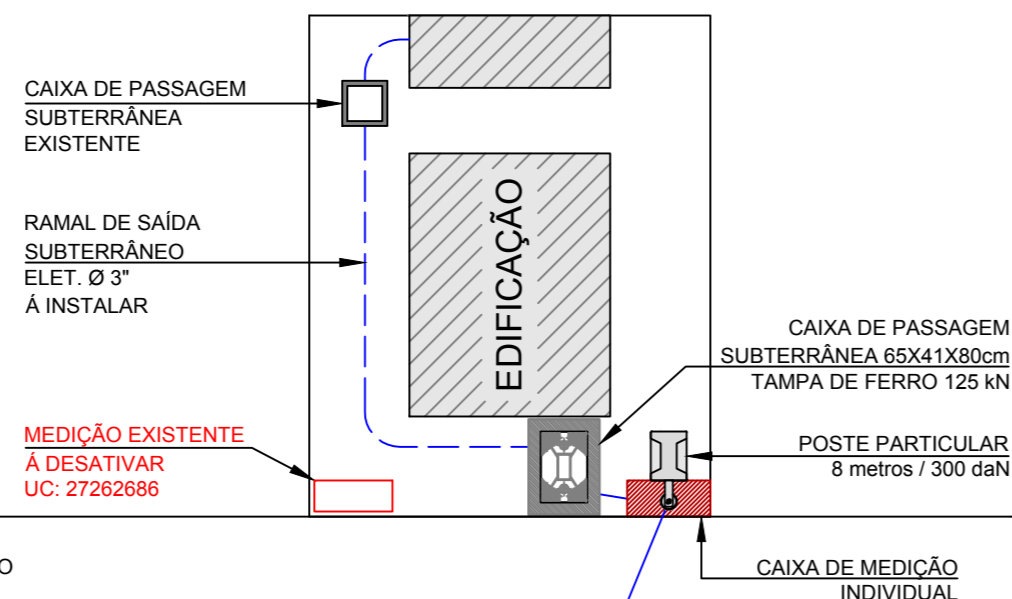 CAIXA DE PASSAGEM
SUBTERRÂNEA
EXISTENTE
RAMAL DE SAÍDA
SUBTERRÂNEO
ELET. Ø 3"
Á INSTALAR
EDIFICAÇÃO
CAIXA DE PASSAGEM
SUBTERRÂNEA 65X41X80cm
TAMPA DE FERRO 125 kN
MEDIÇÃO EXISTENTE
Á DESATIVAR
UC: 27262686
POSTE PARTICULAR
8 metros / 300 daN
O
CAIXA DE MEDIÇÃO
INDIVIDUAL